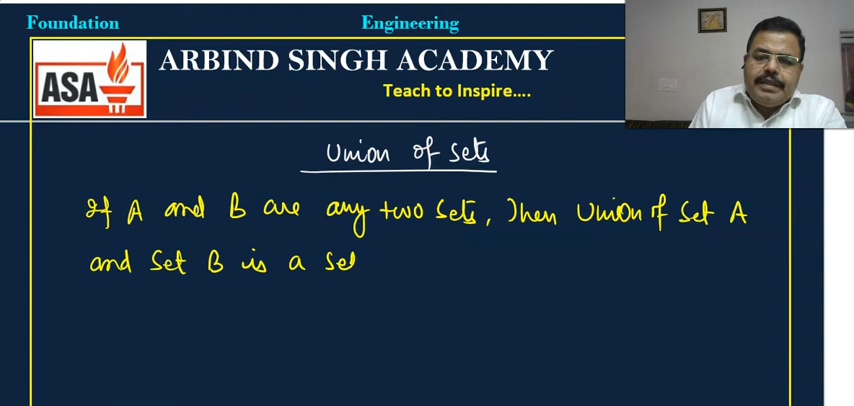 Foundation Engineering
ASA
ARBIND SINGH ACADEMY
Teach to Inspire....
Union of Sets
If A and B are any two sets, Then Union of Set A
and Set B is a Set